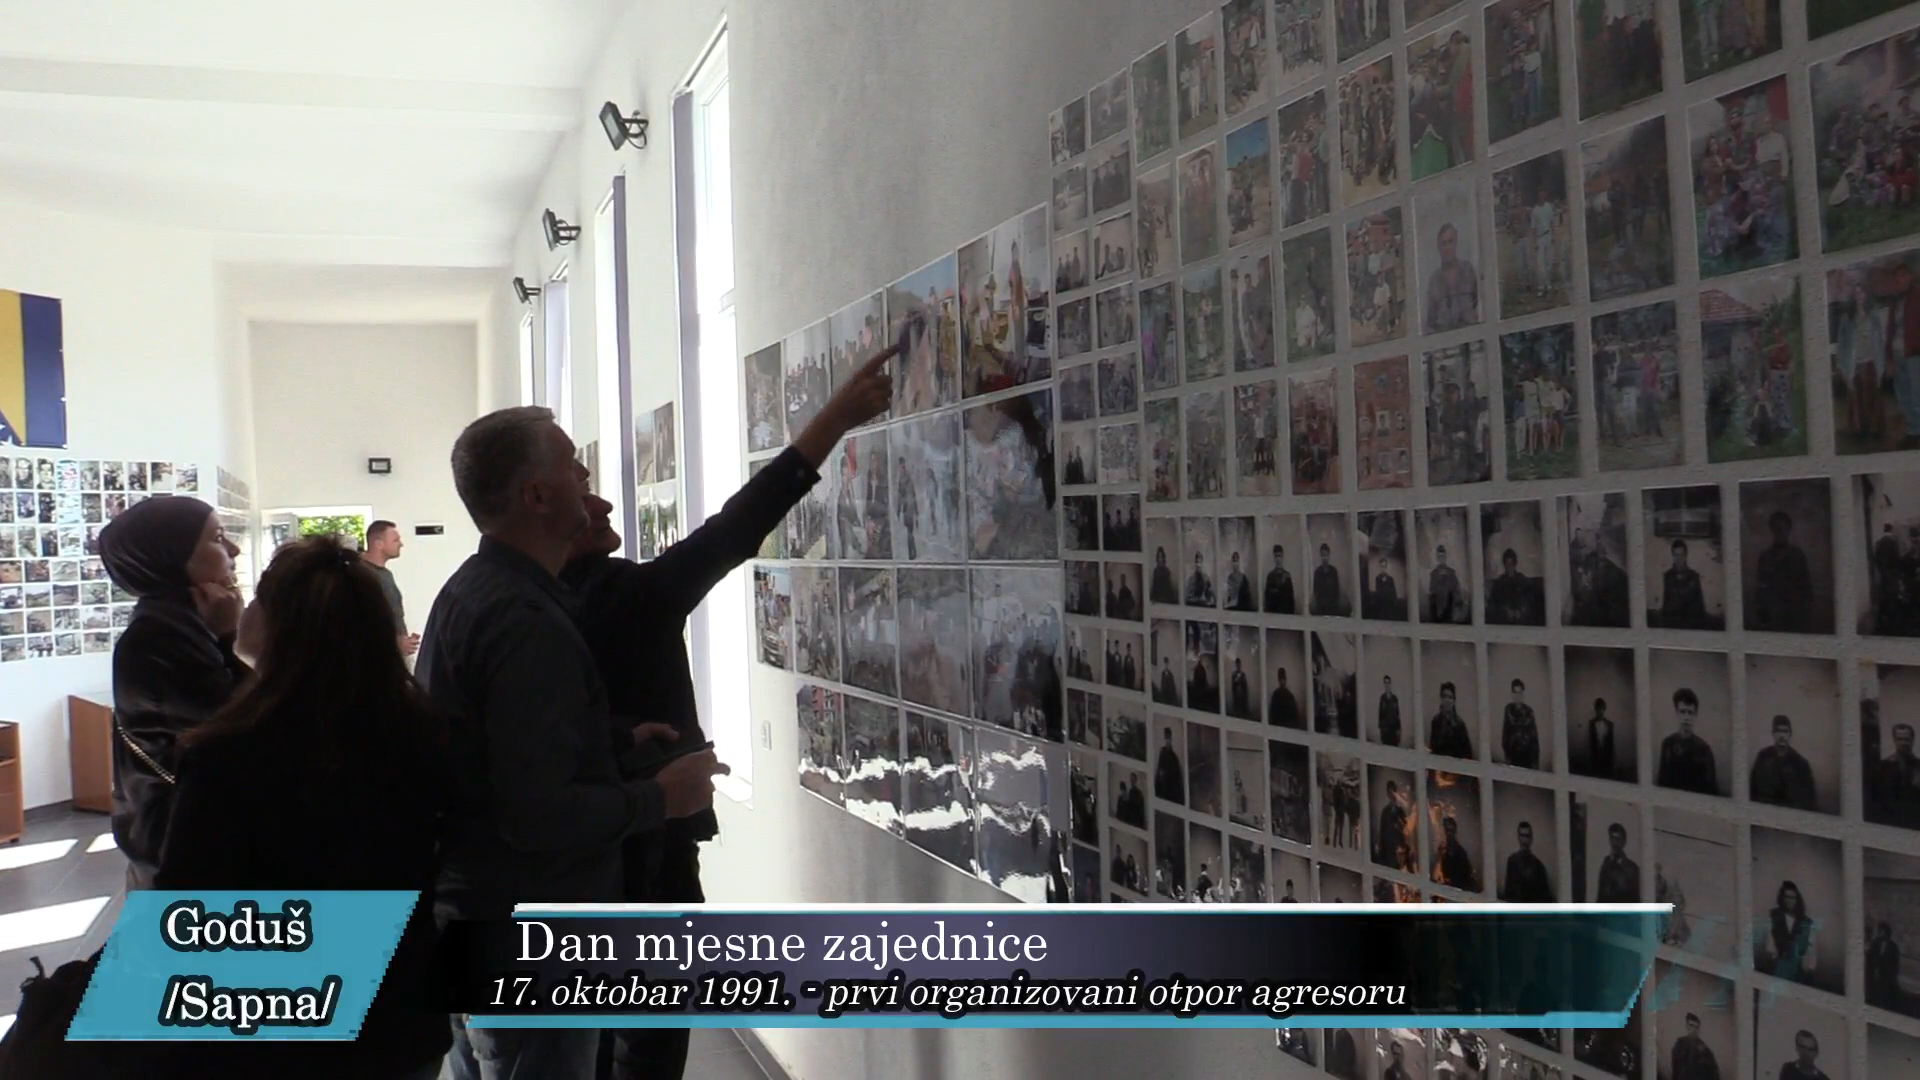 Goduš
/Sapna/
Dan mjesne zajednice
17. oktobar 1991. - prvi organizovani otpor agresoru